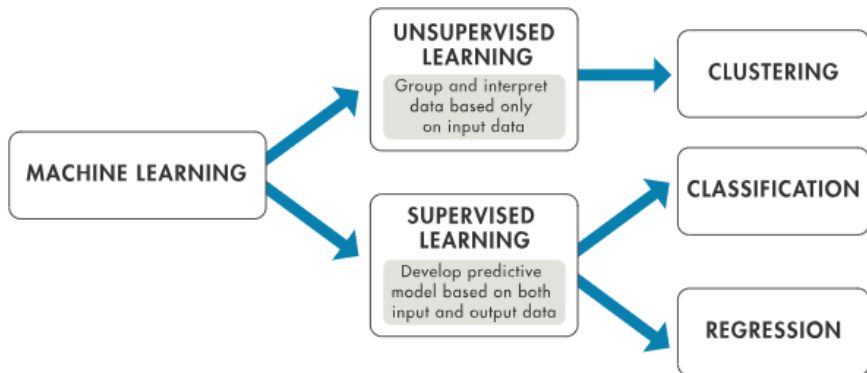 MACHINE LEARNING
UNSUPERVISED
LEARNING
Group and interpret
data based only
on input data
SUPERVISED
LEARNING
Develop predictive
model based on both
input and output data
CLUSTERING
CLASSIFICATION
REGRESSION